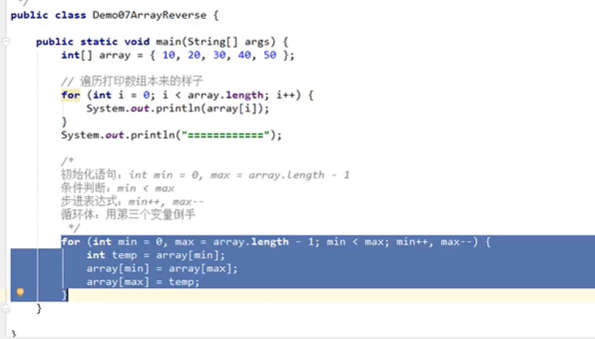 */
public class Demo07ArrayReverse {
public static void main(String[] args) {
int[] array = { 10, 20, 30, 40, 50 };
// 遍历打印数组本来的样子
for (int i = 0; i < array.length; i++) {
System.out.println(array[i]);
}
System.out.println("============");
/*
初始化语句：int min = 0, max = array.length - 1
条件判断：min < max
步进表达式：min++, max--
循环体：用第三个变量倒手
*/
for (int min = 0, max = array.length - 1; min < max; min++, max--) {
int temp = array[min];
array[min] = array[max];
array[max] = temp;
}
}
}